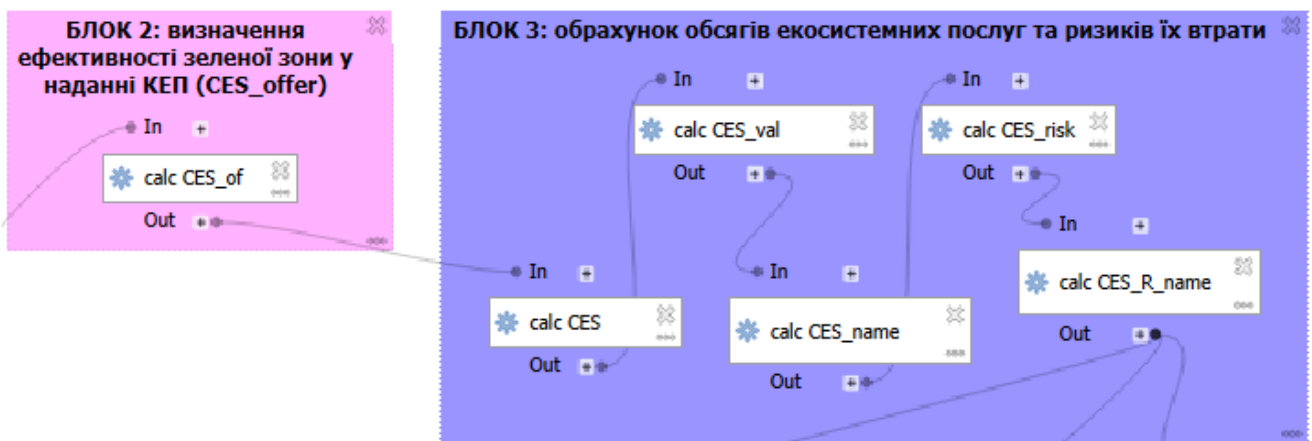 БЛОК 2: визначення
ефективності зеленої зони у
наданні КЕП (CES_offer)
In
calc CES_of
Out
БЛОК 3: обрахунок обсягів екосистемних послуг та ризиків їх втрати
In
calc CES
Out
In
calc CES_val
Out
In
calc CES_name
Out
In
calc CES_risk
Out
In
calc CES_R_name
Out